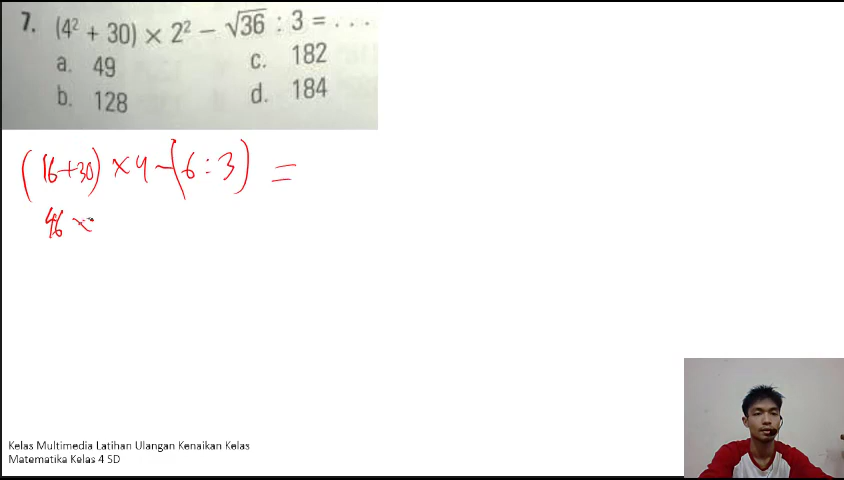 7. (4² + 30) × 2² − √36 : 3 = . . .
a. 49
c. 182
b. 128
d. 184
(16+30) × 4 − (6 : 3) =
46 ×
Kelas Multimedia Latihan Ulangan Kenaikan Kelas
Matematika Kelas 4 SD